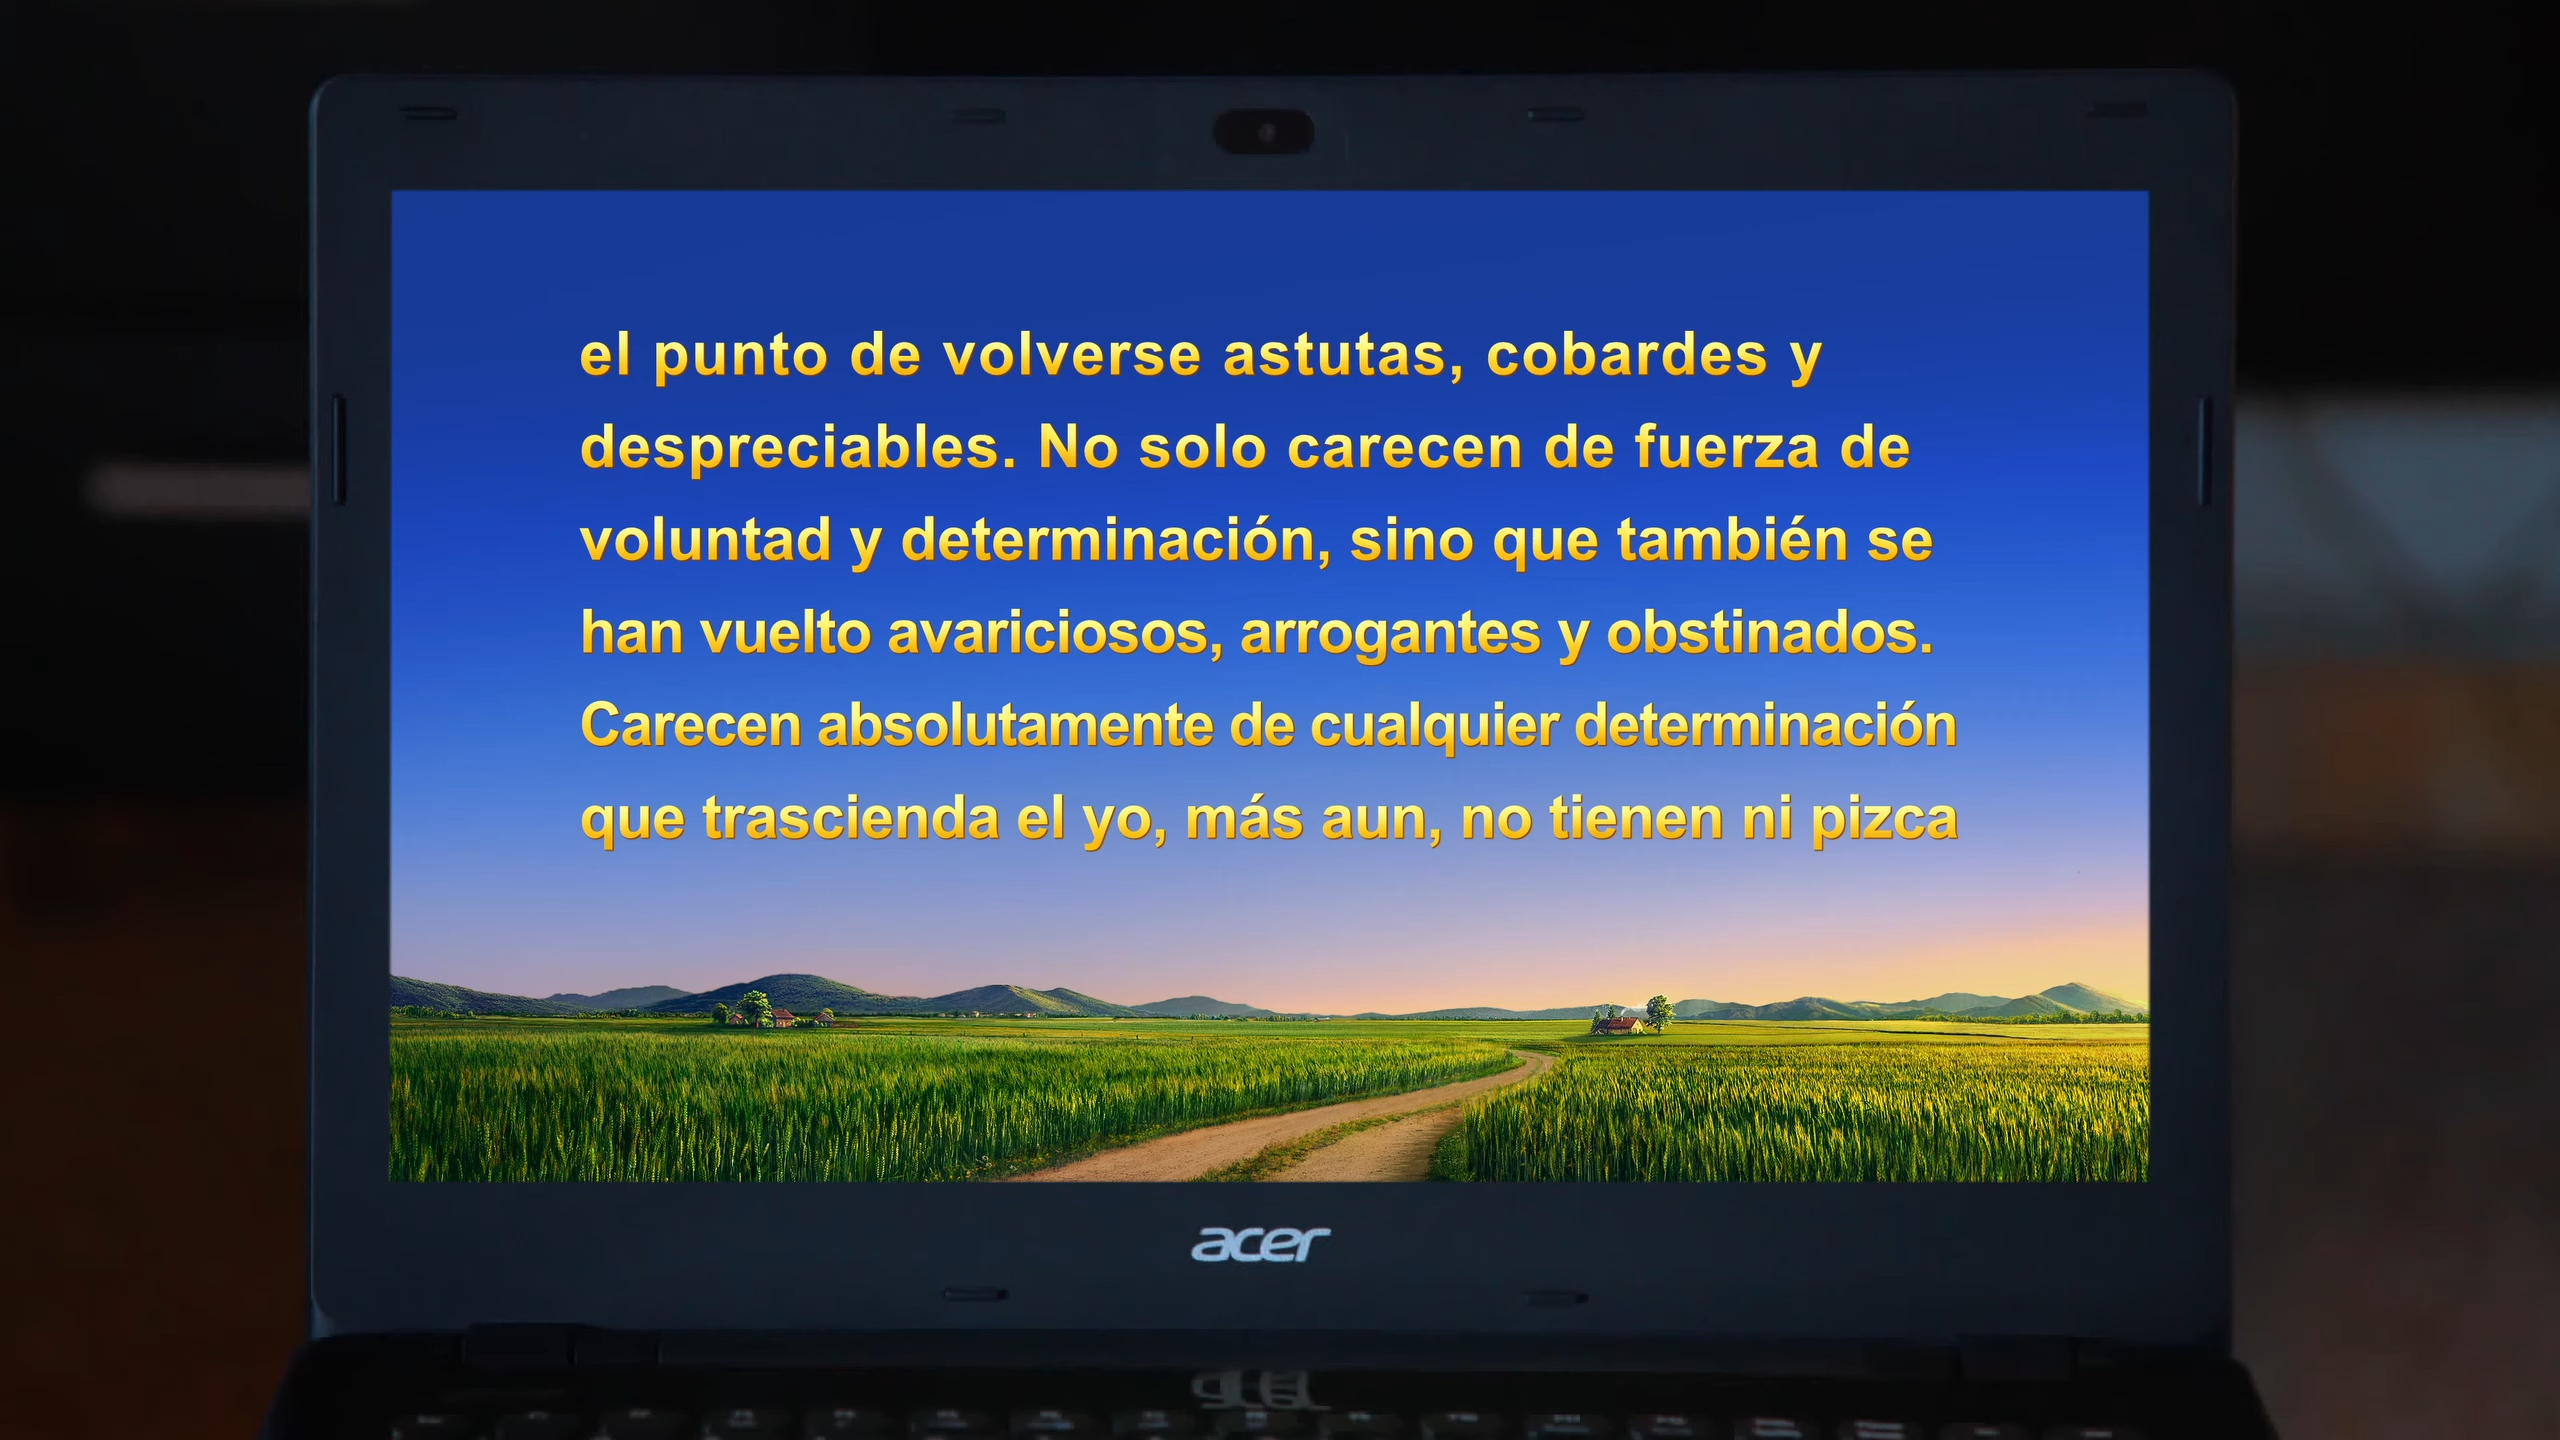 el punto de volverse astutas, cobardes y
despreciables. No solo carecen de fuerza de
voluntad y determinación, sino que también se
han vuelto avariciosos, arrogantes y obstinados.
Carecen absolutamente de cualquier determinación
que trascienda el yo, más aun, no tienen ni pizca
acer